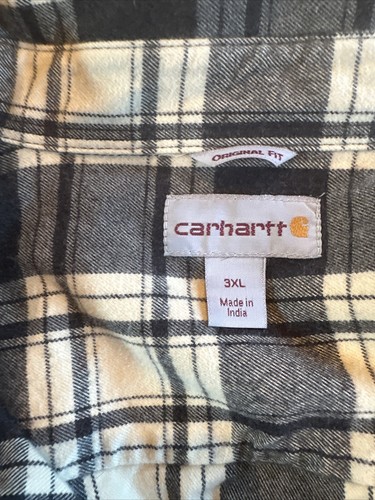 ORIGINAL FIT
carhartt
3XL
Made in
India